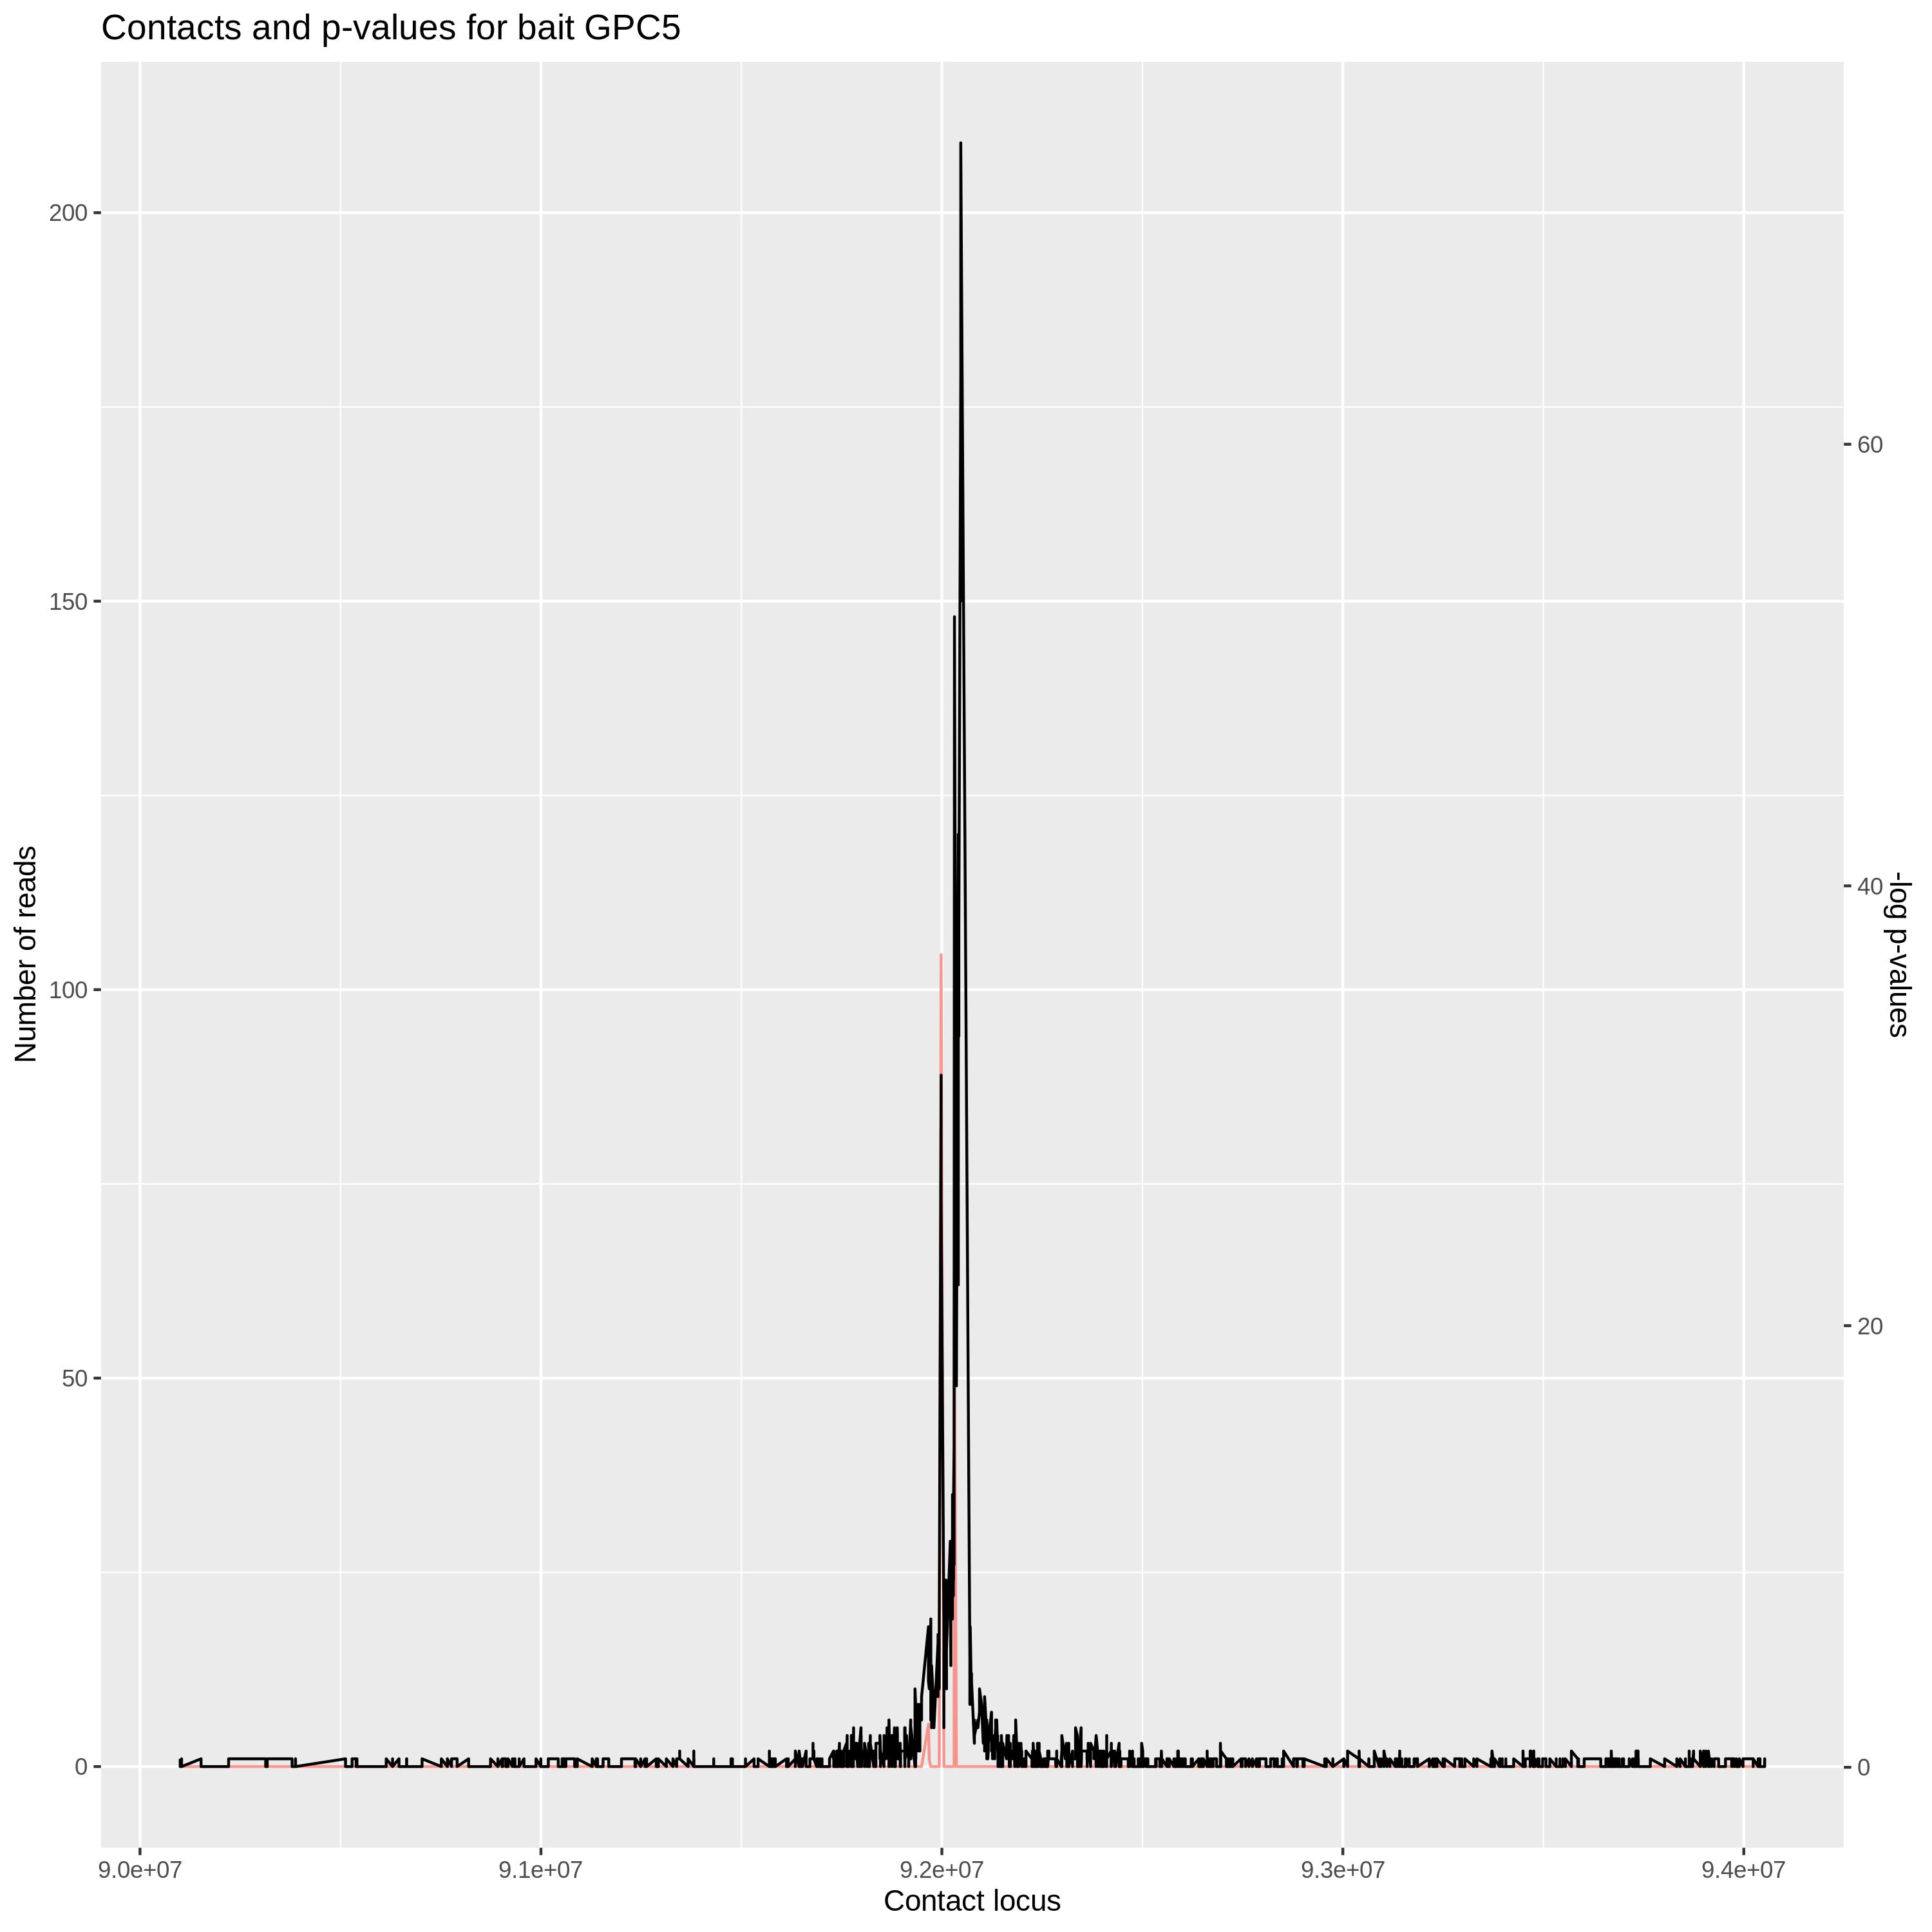 Contacts and p-values for bait GPC5
200
150
100
50
0
Number of reads
60
40
20
0
-log p-values
9.0e+07 9.1e+07 9.2e+07 9.3e+07 9.4e+07
Contact locus